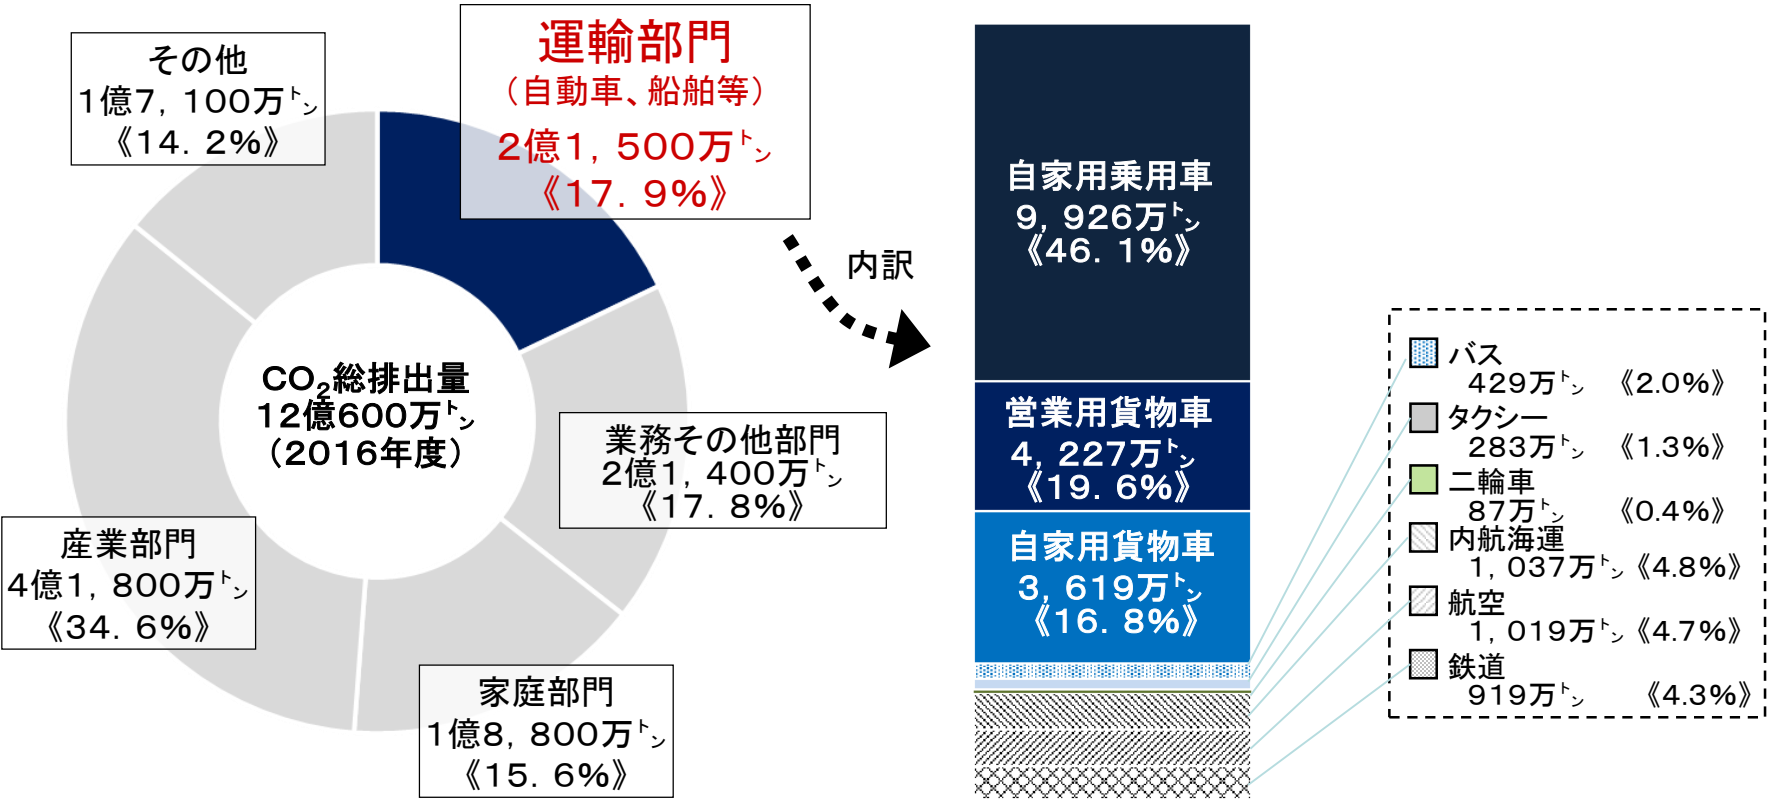 その他
1億7, 100万㌧
《14. 2%》
運輸部門
（自動車、船舶等）
2億1, 500万㌧
《17. 9%》
CO₂総排出量
12億600万㌧
（2016年度）
業務その他部門
2億1, 400万㌧
《17. 8%》
産業部門
4億1, 800万㌧
《34. 6%》
家庭部門
1億8, 800万㌧
《15. 6%》
内訳
自家用乗用車
9, 926万㌧
《46. 1%》
営業用貨物車
4, 227万㌧
《19. 6%》
自家用貨物車
3, 619万㌧
《16. 8%》
バス
429万㌧ 《2.0%》
タクシー
283万㌧ 《1.3%》
二輪車
87万㌧ 《0.4%》
内航海運
1, 037万㌧《4.8%》
航空
1, 019万㌧《4.7%》
鉄道
919万㌧ 《4.3%》